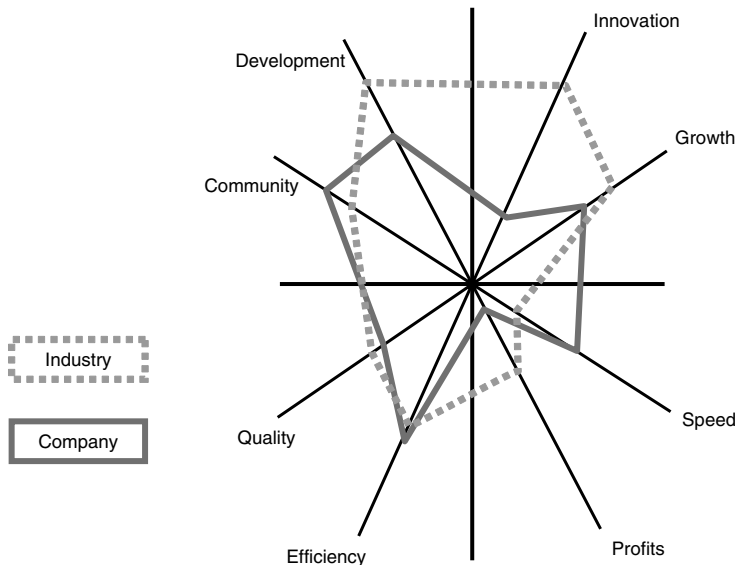 Innovation
Development
Growth
Community
Industry
Company
Quality
Speed
Efficiency
Profits